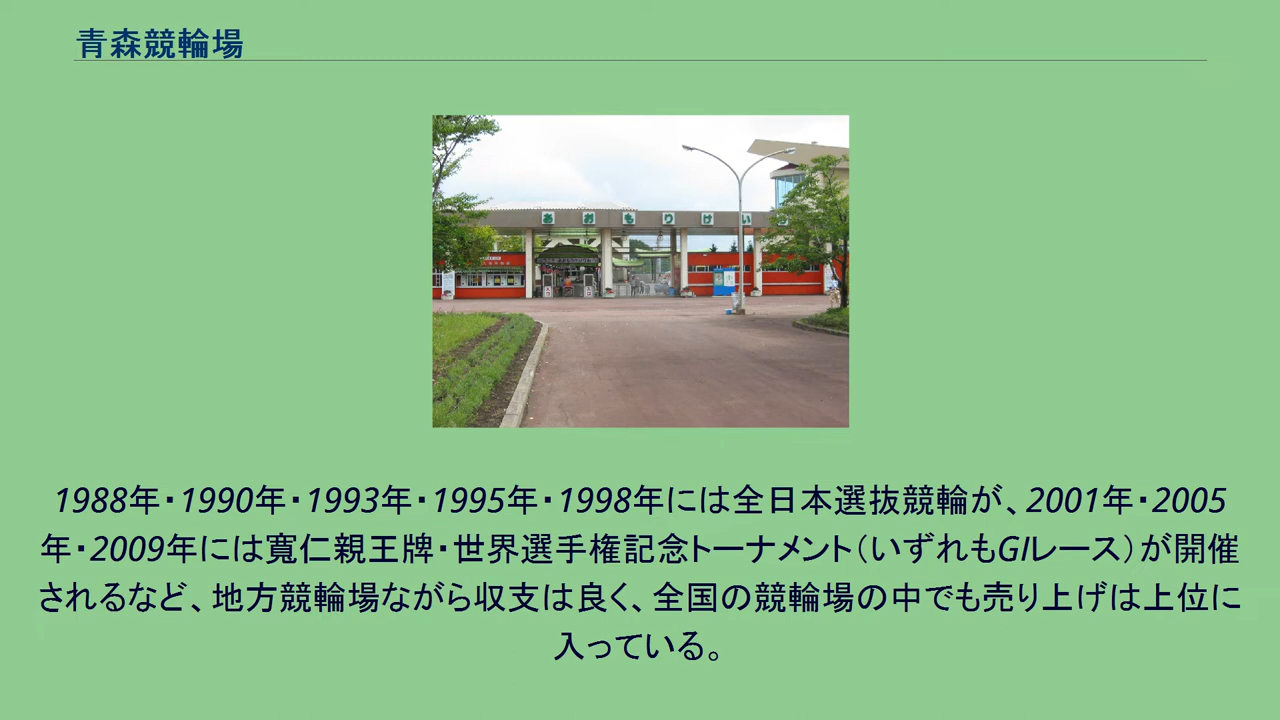 青森競輪場
あおもりけい
1988年・1990年・1993年・1995年・1998年には全日本選抜競輪が、2001年・2005
年・2009年には寬仁親王牌・世界選手権記念トーナメント（いずれもGIレース）が開催
されるなど、地方競輪場ながら収支は良く、全国の競輪場の中でも売り上げは上位に
入っている。